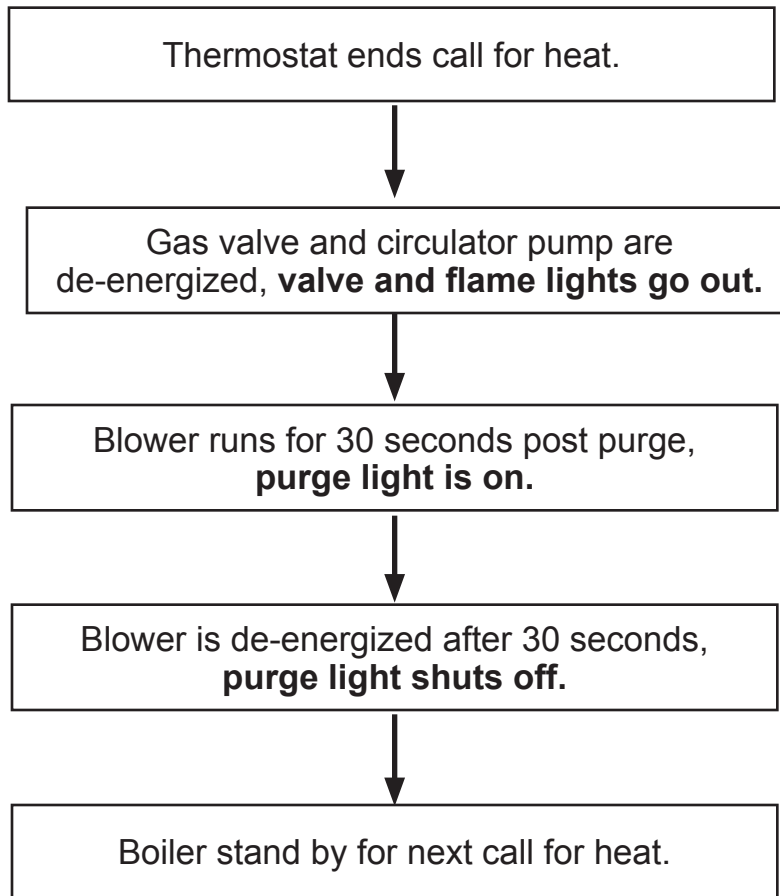 Thermostat ends call for heat.
Gas valve and circulator pump are
de-energized, valve and flame lights go out.
Blower runs for 30 seconds post purge,
purge light is on.
Blower is de-energized after 30 seconds,
purge light shuts off.
Boiler stand by for next call for heat.